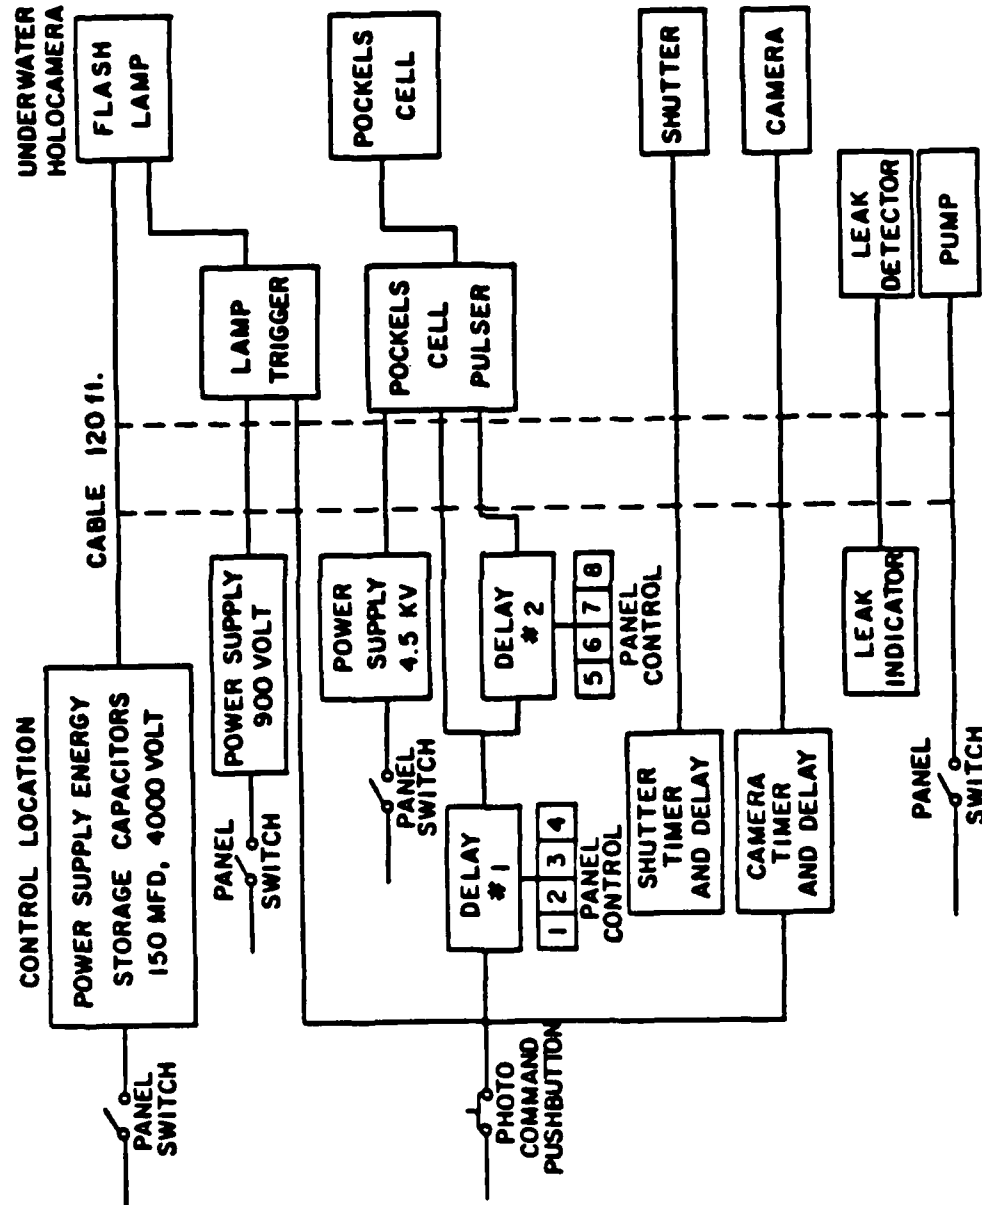 CONTROL LOCATION
CABLE 120 ft.
UNDERWATER
HOLOCAMERA
PANEL
SWITCH
POWER SUPPLY ENERGY
STORAGE CAPACITORS
150 MFD, 4000 VOLT
FLASH
LAMP
PANEL
SWITCH
POWER SUPPLY
900 VOLT
LAMP
TRIGGER
PANEL
SWITCH
POWER
SUPPLY
4.5 KV
POCKELS
CELL
PULSER
POCKELS
CELL
PHOTO
COMMAND
PUSHBUTTON
DELAY
#1
1 2 3 4
PANEL
CONTROL
DELAY
#2
5 6 7 8
PANEL
CONTROL
SHUTTER
TIMER
AND DELAY
SHUTTER
CAMERA
TIMER
AND DELAY
CAMERA
LEAK
INDICATOR
LEAK
DETECTOR
PANEL
SWITCH
PUMP